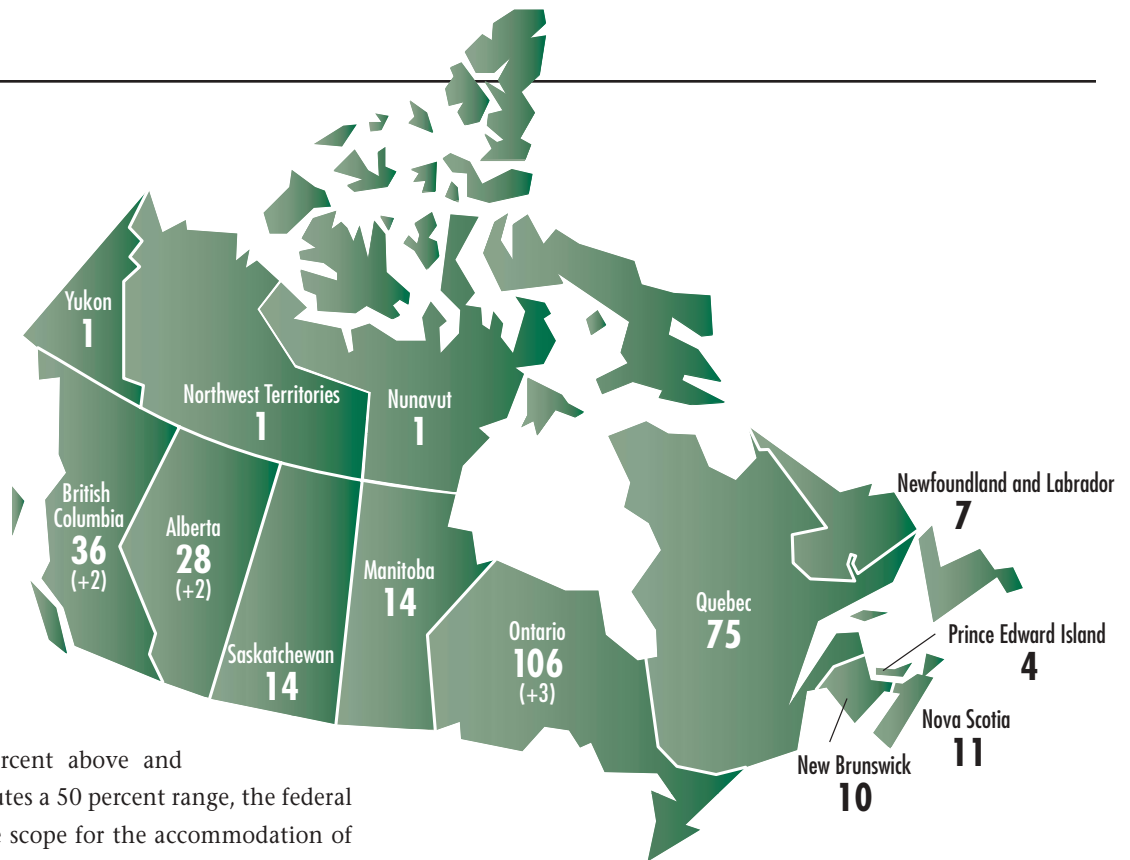 Yukon
1
Northwest Territories
1
Nunavut
1
British
Columbia
36
(+2)
Alberta
28
(+2)
Saskatchewan
14
Manitoba
14
Ontario
106
(+3)
Quebec
75
Newfoundland and Labrador
7
Prince Edward Island
4
Nova Scotia
11
New Brunswick
10
above and
a 50 percent range, the federal
scope for the accommodation of